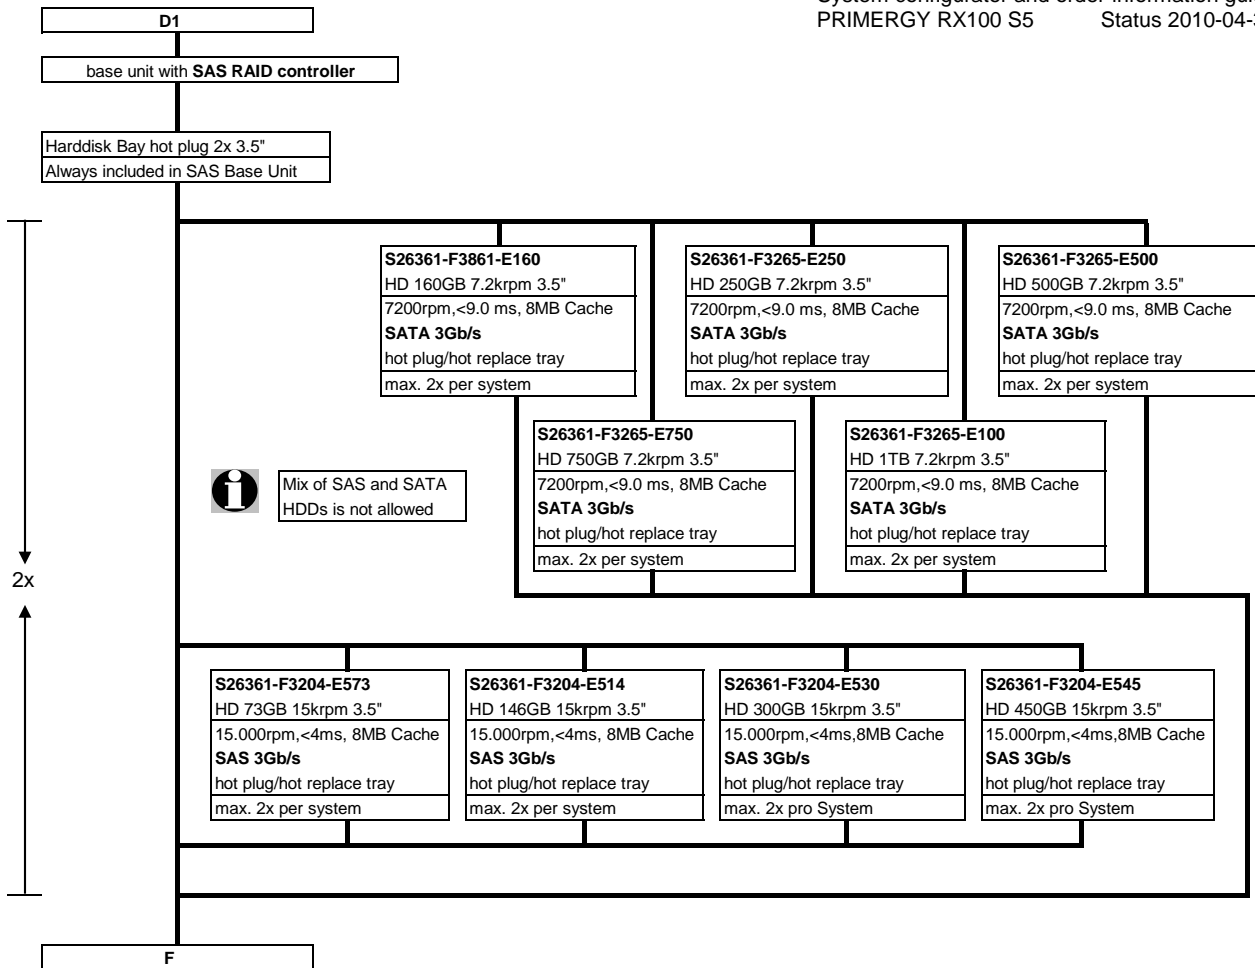 System configurator and order information guide
PRIMERGY RX100 S5 Status 2010-04-
D1
base unit with SAS RAID controller
Harddisk Bay hot plug 2x 3.5"
Always included in SAS Base Unit
S26361-F3861-E160
HD 160GB 7.2krpm 3.5"
7200rpm,<9.0 ms, 8MB Cache
SATA 3Gb/s
hot plug/hot replace tray
max. 2x per system
S26361-F3265-E250
HD 250GB 7.2krpm 3.5"
7200rpm,<9.0 ms, 8MB Cache
SATA 3Gb/s
hot plug/hot replace tray
max. 2x per system
S26361-F3265-E500
HD 500GB 7.2krpm 3.5"
7200rpm,<9.0 ms, 8MB Cache
SATA 3Gb/s
hot plug/hot replace tray
max. 2x per system
S26361-F3265-E750
HD 750GB 7.2krpm 3.5"
7200rpm,<9.0 ms, 8MB Cache
SATA 3Gb/s
hot plug/hot replace tray
max. 2x per system
S26361-F3265-E100
HD 1TB 7.2krpm 3.5"
7200rpm,<9.0 ms, 8MB Cache
SATA 3Gb/s
hot plug/hot replace tray
max. 2x per system
Mix of SAS and SATA
HDDs is not allowed
2x
S26361-F3204-E573
HD 73GB 15krpm 3.5"
15.000rpm,<4ms, 8MB Cache
SAS 3Gb/s
hot plug/hot replace tray
max. 2x per system
S26361-F3204-E514
HD 146GB 15krpm 3.5"
15.000rpm,<4ms, 8MB Cache
SAS 3Gb/s
hot plug/hot replace tray
max. 2x per system
S26361-F3204-E530
HD 300GB 15krpm 3.5"
15.000rpm,<4ms,8MB Cache
SAS 3Gb/s
hot plug/hot replace tray
max. 2x pro System
S26361-F3204-E545
HD 450GB 15krpm 3.5"
15.000rpm,<4ms,8MB Cache
SAS 3Gb/s
hot plug/hot replace tray
max. 2x pro System
F